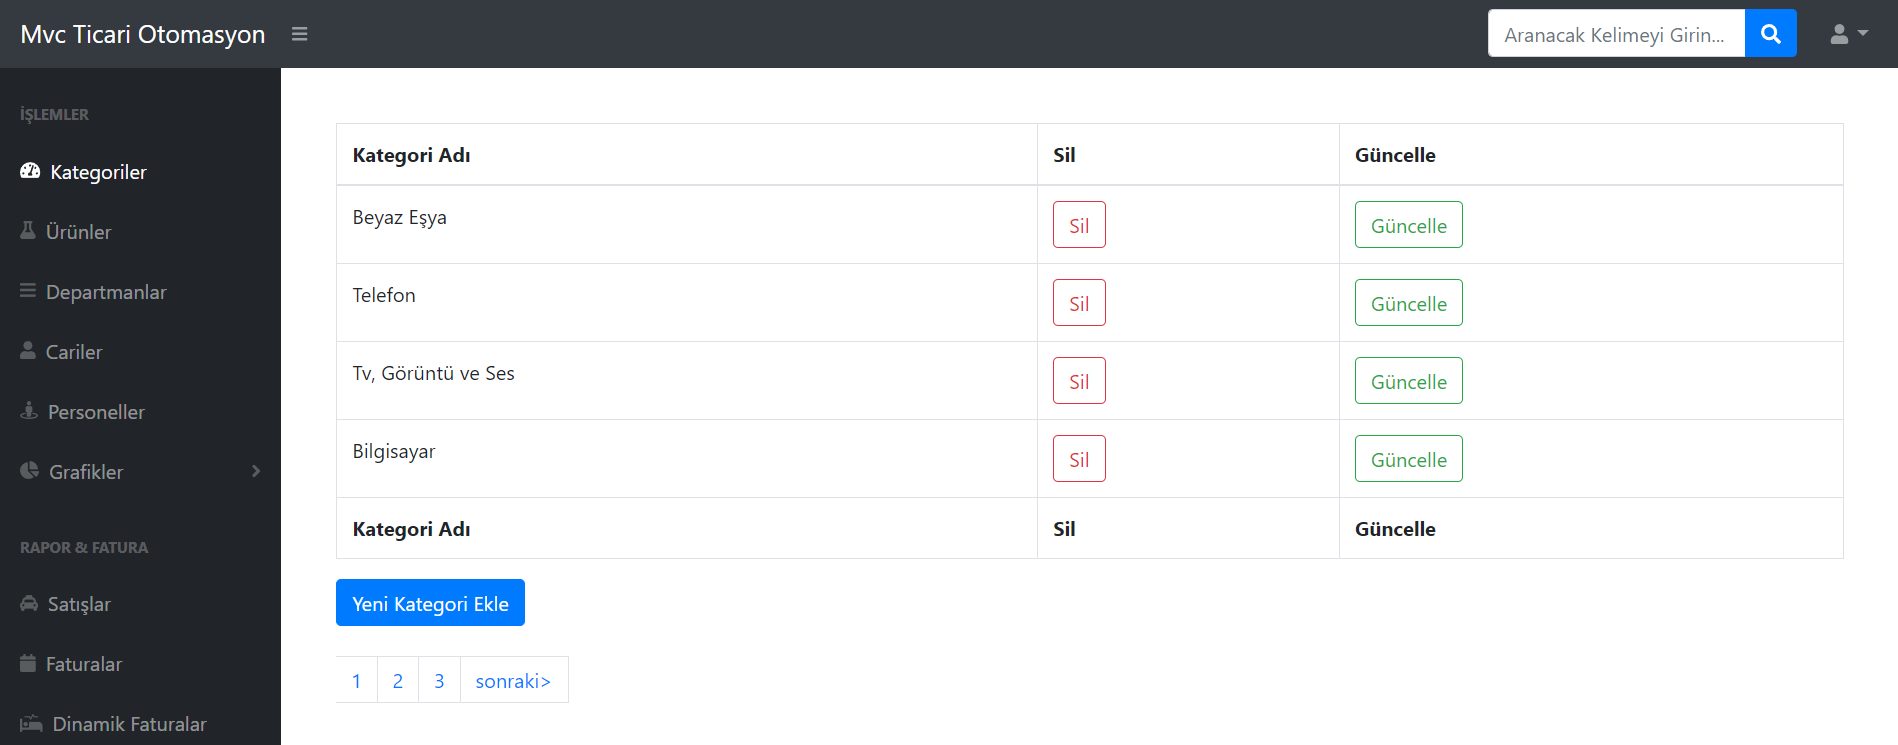 Mvc Ticari Otomasyon
Aranacak Kelimeyi Girin...
İŞLEMLER
Kategoriler
Ürünler
Departmanlar
Cariler
Personeller
Grafikler
RAPOR & FATURA
Satışlar
Faturalar
Dinamik Faturalar
Kategori Adı Sil Güncelle
Beyaz Eşya Sil Güncelle
Telefon Sil Güncelle
Tv, Görüntü ve Ses Sil Güncelle
Bilgisayar Sil Güncelle
Kategori Adı Sil Güncelle
Yeni Kategori Ekle
1 2 3 sonraki>